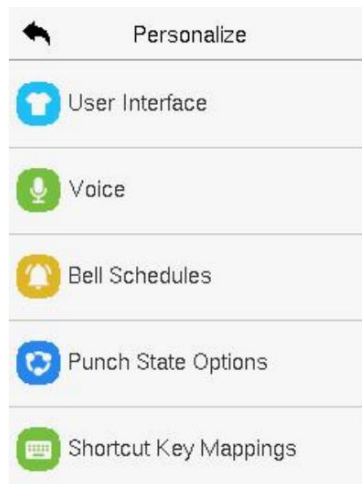 Personalize
User Interface
Voice
Bell Schedules
Punch State Options
Shortcut Key Mappings